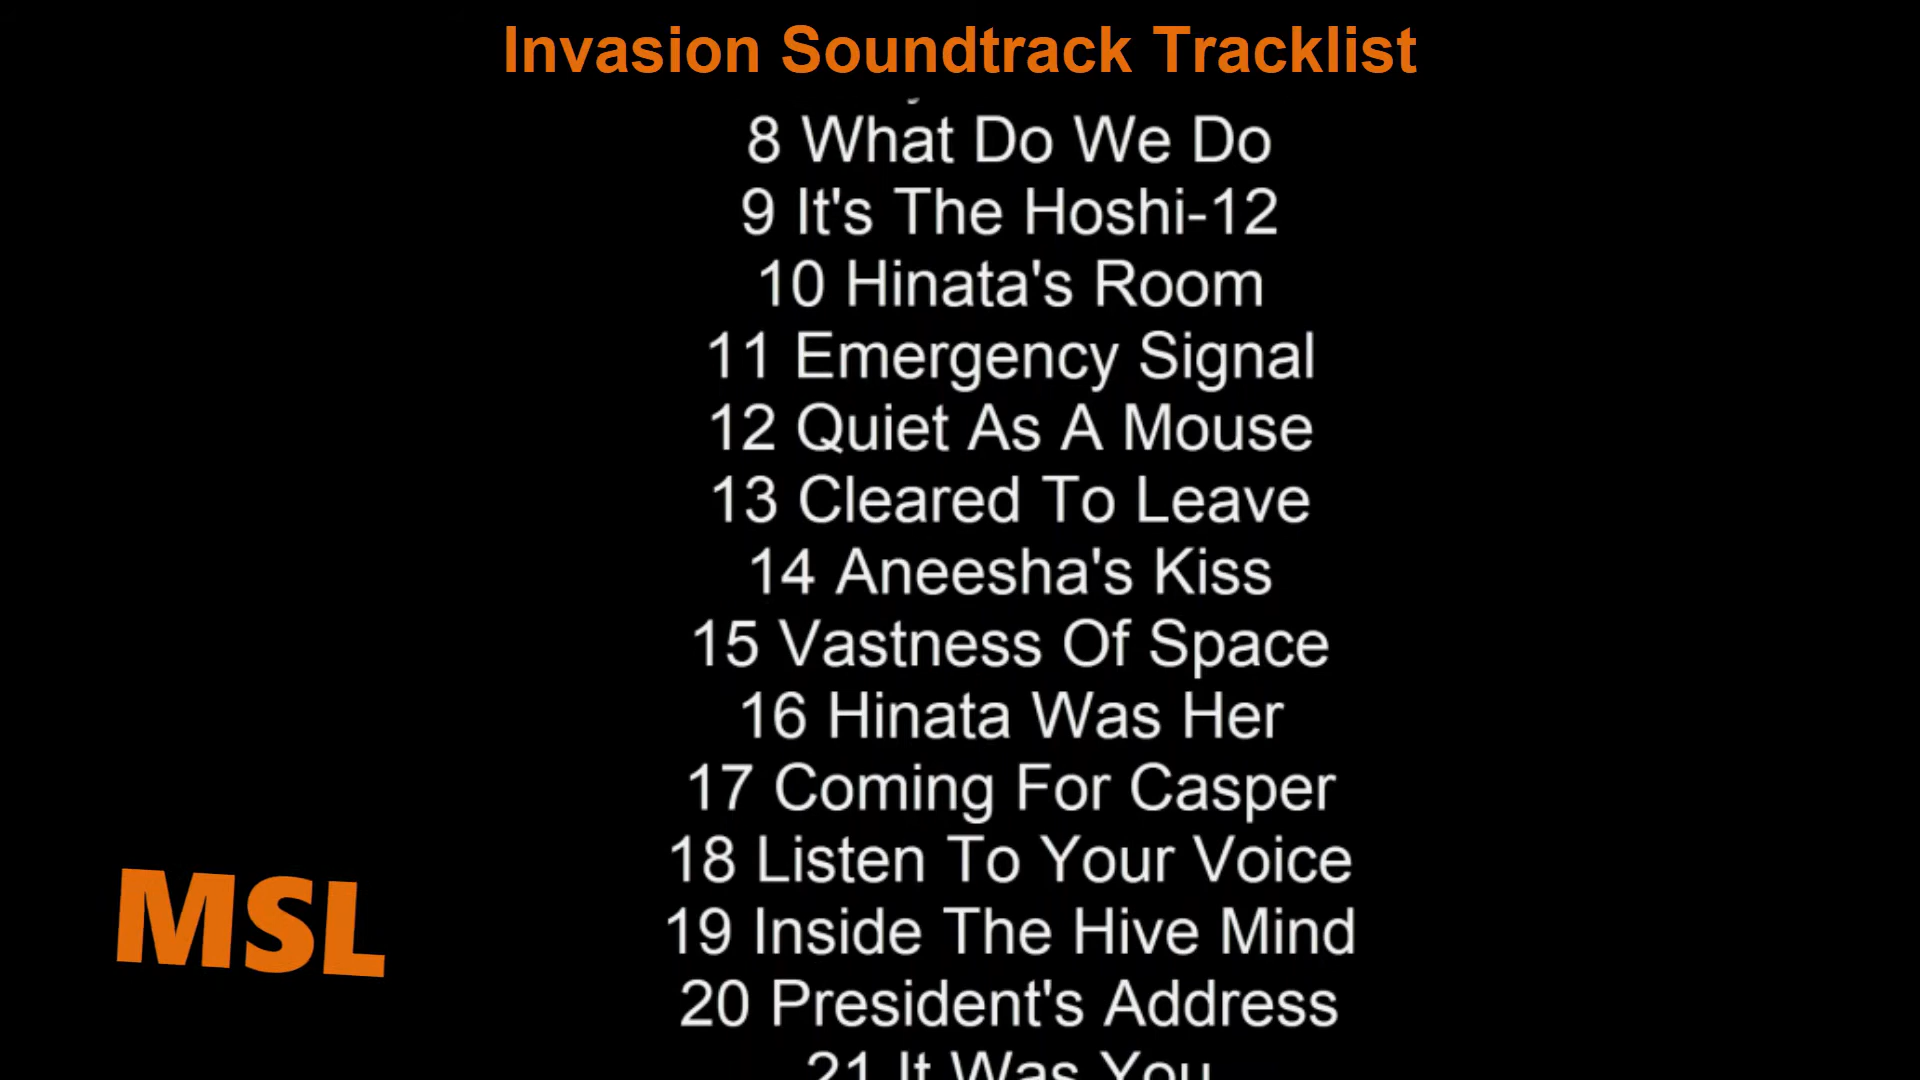 Invasion Soundtrack Tracklist
8 What Do We Do
9 It's The Hoshi-12
10 Hinata's Room
11 Emergency Signal
12 Quiet As A Mouse
13 Cleared To Leave
14 Aneesha's Kiss
15 Vastness Of Space
16 Hinata Was Her
17 Coming For Casper
18 Listen To Your Voice
19 Inside The Hive Mind
20 President's Address
21 It Was You
MSL